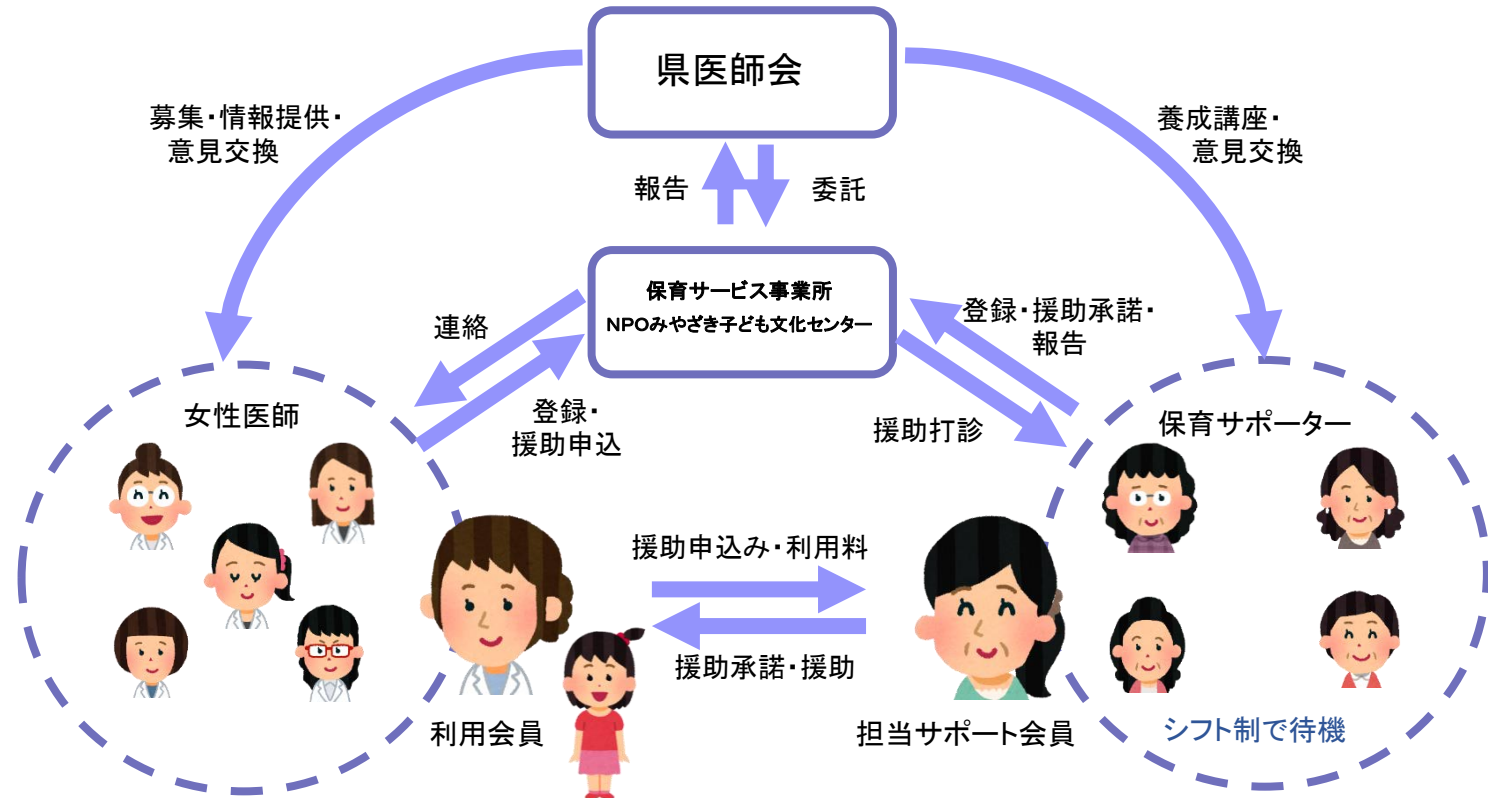 県医師会
募集・情報提供・
意見交換
養成講座・
意見交換
報告
委託
保育サービス事業所
NPOみやざき子ども文化センター
連絡
登録・援助承諾・
報告
登録・
援助申込
援助打診
女性医師
保育サポーター
援助申込み・利用料
援助承諾・援助
利用会員
担当サポート会員
シフト制で待機